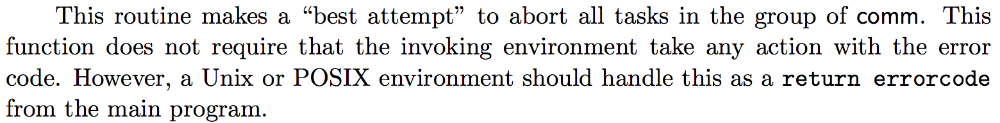 This routine makes a “best attempt” to abort all tasks in the group of comm. This
function does not require that the invoking environment take any action with the error
code. However, a Unix or POSIX environment should handle this as a return errorcode
from the main program.